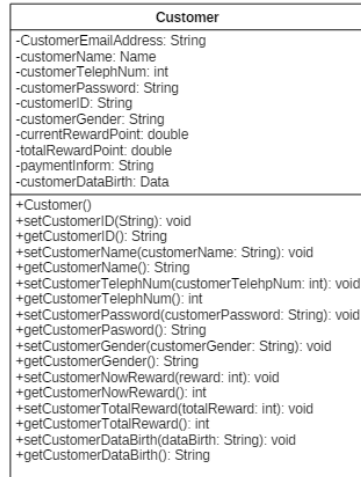 Customer
-CustomerEmailAddress: String
-customerName: Name
-customerTelephNum: int
-customerPassword: String
-customerID: String
-customerGender: String
-currentRewardPoint: double
-totalRewardPoint: double
-paymentInform: String
-customerDataBirth: Data
+Customer()
+setCustomerID(String): void
+getCustomerID(): String
+setCustomerName(customerName: String): void
+getCustomerName(): String
+setCustomerTelephNum(customerTelehpNum: int): void
+getCustomerTelephNum(): int
+setCustomerPassword(customerPassword: String): void
+getCustomerPasword(): String
+setCustomerGender(customerGender: String): void
+getCustomerGender(): String
+setCustomerNowReward(reward: int): void
+getCustomerNowReward(): int
+setCustomerTotalReward(totalReward: int): void
+getCustomerTotalReward(): int
+setCustomerDataBirth(dataBirth: String): void
+getCustomerDataBirth(): String